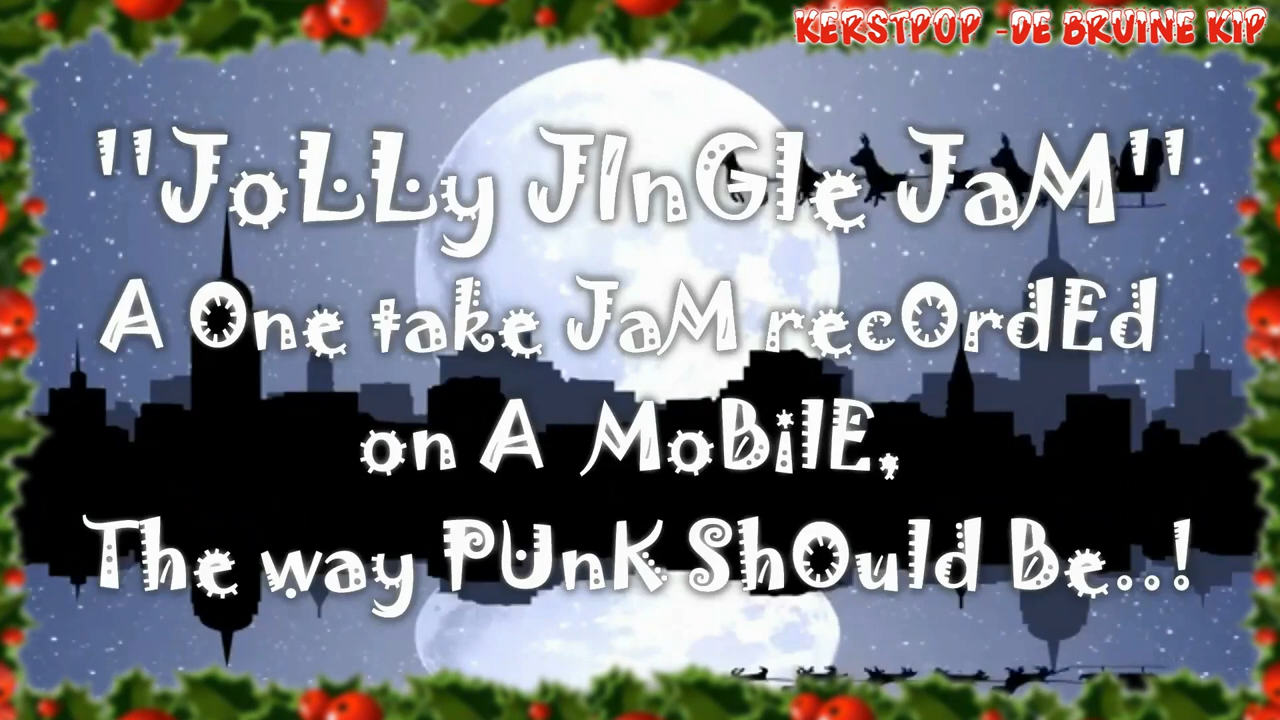 KERSTPOP -DE BRUINE KIP
"JoLLy JInGle JaM"
A One take JaM recOrdEd
on A MoBilE,
The way PUnK ShOuld Be..!